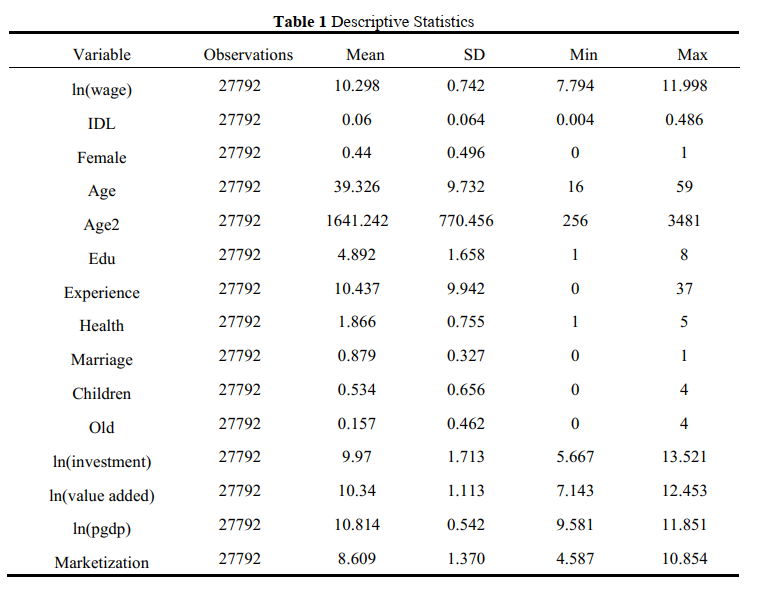 Table 1 Descriptive Statistics
Variable Observations Mean SD Min Max
ln(wage) 27792 10.298 0.742 7.794 11.998
IDL 27792 0.06 0.064 0.004 0.486
Female 27792 0.44 0.496 0 1
Age 27792 39.326 9.732 16 59
Age2 27792 1641.242 770.456 256 3481
Edu 27792 4.892 1.658 1 8
Experience 27792 10.437 9.942 0 37
Health 27792 1.866 0.755 1 5
Marriage 27792 0.879 0.327 0 1
Children 27792 0.534 0.656 0 4
Old 27792 0.157 0.462 0 4
ln(investment) 27792 9.97 1.713 5.667 13.521
ln(value added) 27792 10.34 1.113 7.143 12.453
ln(pgdp) 27792 10.814 0.542 9.581 11.851
Marketization 27792 8.609 1.370 4.587 10.854